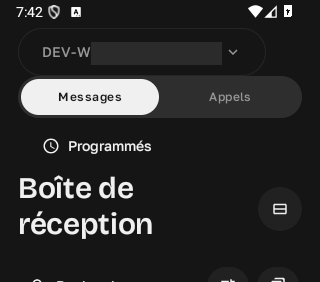 7:42
DEV-W
Messages Appels
Programmés
Boîte de
réception